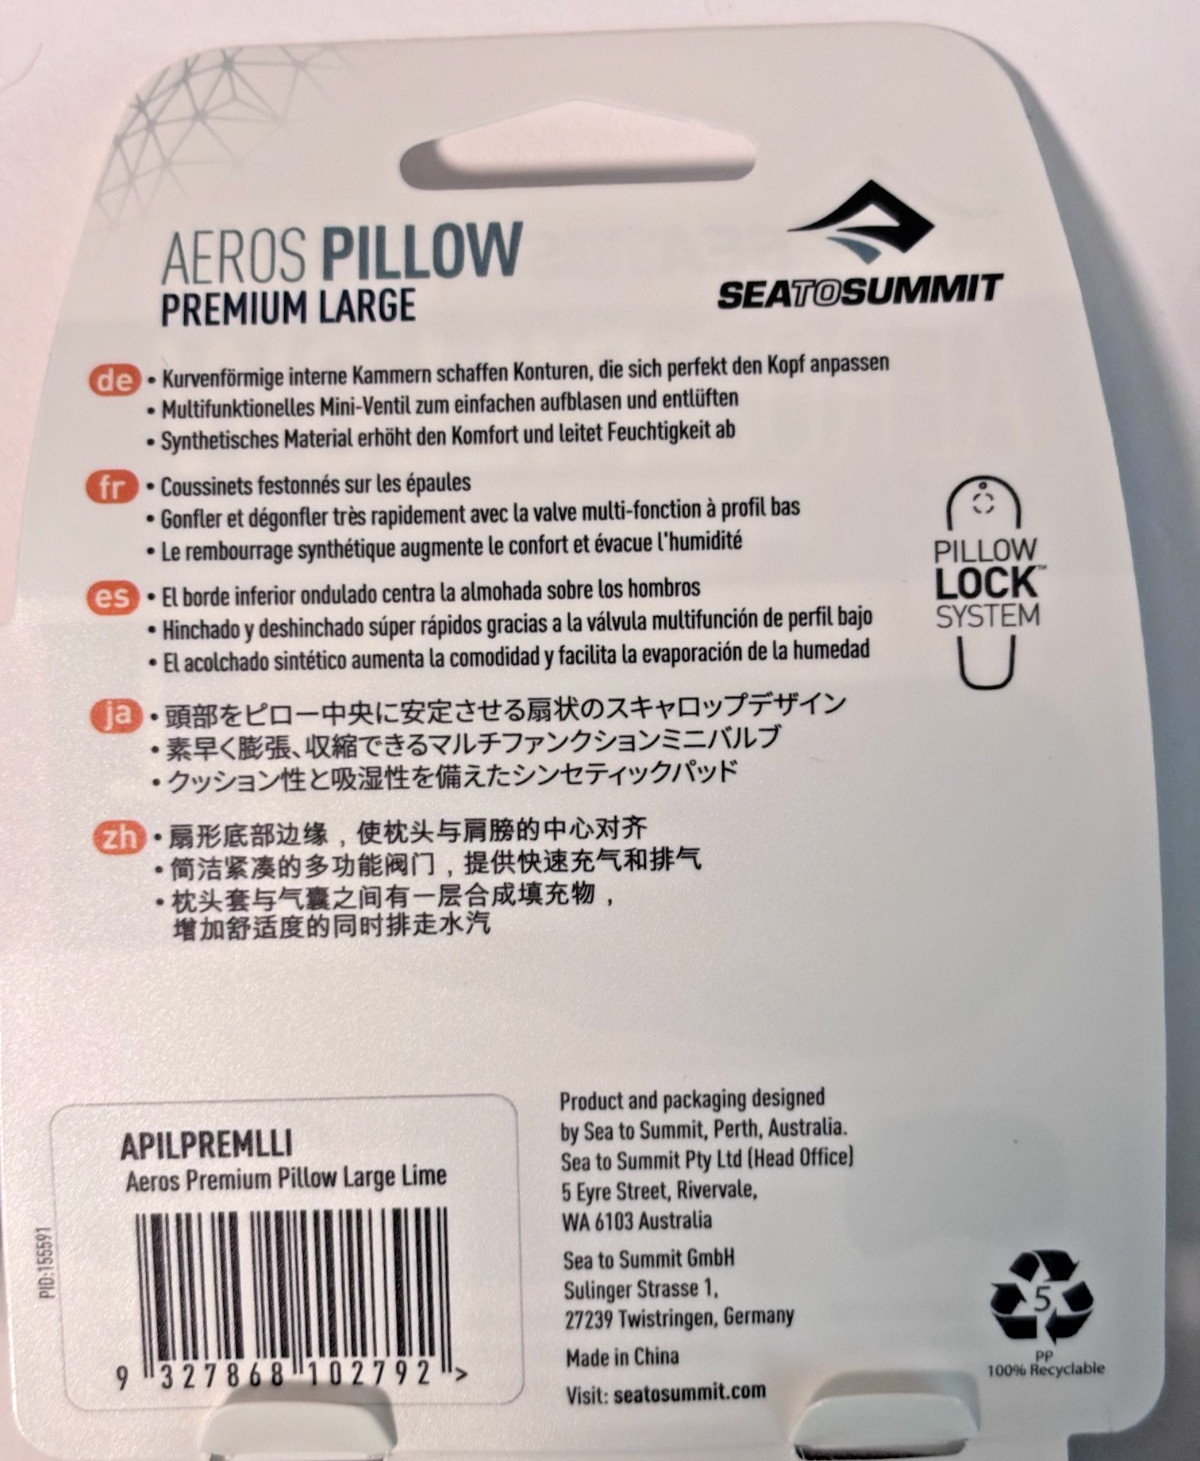 AEROS PILLOW
PREMIUM LARGE
SEATOSUMMIT
de • Kurvenförmige interne Kammern schaffen Konturen, die sich perfekt den Kopf anpassen
• Multifunktionelles Mini-Ventil zum einfachen aufblasen und entlüften
• Synthetisches Material erhöht den Komfort und leitet Feuchtigkeit ab
fr • Coussinets festonnés sur les épaules
• Gonfler et dégonfler très rapidement avec la valve multi-fonction à profil bas
• Le rembourrage synthétique augmente le confort et évacue l'humidité
es • El borde inferior ondulado centra la almohada sobre los hombros
• Hinchado y deshinchado súper rápidos gracias a la válvula multifunción de perfil bajo
• El acolchado sintético aumenta la comodidad y facilita la evaporación de la humedad
ja • 頭部をピロー中央に安定させる扇状のスキャロップデザイン
• 素早く膨張、収縮できるマルチファンクションミニバルブ
• クッション性と吸湿性を備えたシンセティックパッド
zh • 扇形底部边缘，使枕头与肩膀的中心对齐
• 简洁紧凑的多功能阀门，提供快速充气和排气
• 枕头套与气囊之间有一层合成填充物，
增加舒适度的同时排走水汽
PILLOW
LOCK™
SYSTEM
APILPREMLLI
Aeros Premium Pillow Large Lime
PID:155591
9 327868 102792 >
Product and packaging designed
by Sea to Summit, Perth, Australia.
Sea to Summit Pty Ltd (Head Office)
5 Eyre Street, Rivervale,
WA 6103 Australia
Sea to Summit GmbH
Sulinger Strasse 1,
27239 Twistringen, Germany
Made in China
Visit: seatosummit.com
5
PP
100% Recyclable